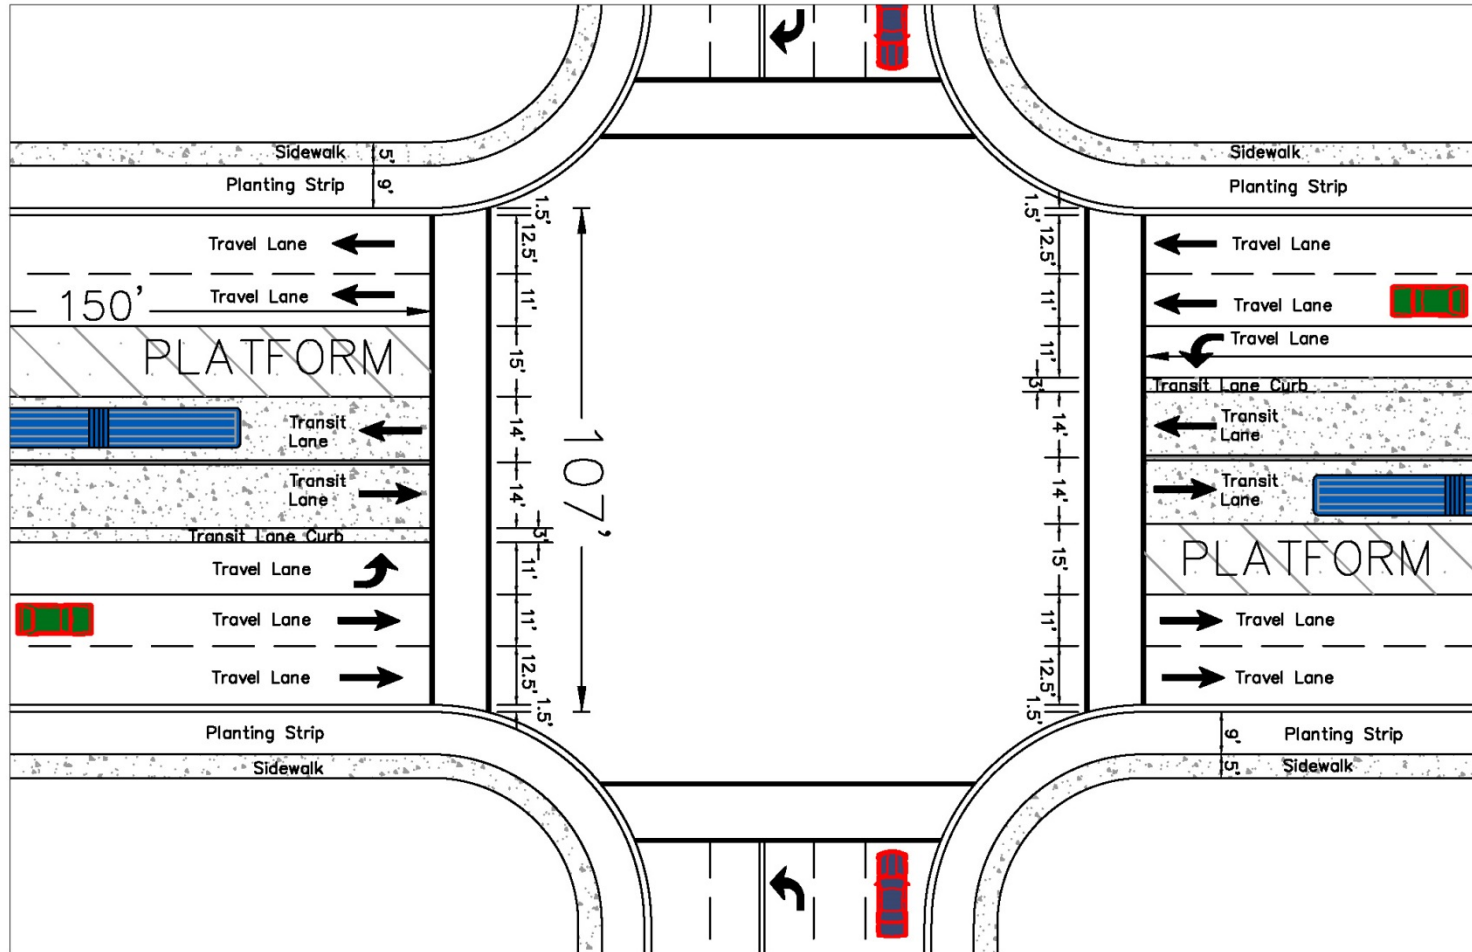 Sidewalk
5'
Planting Strip
9'
Travel Lane
Travel Lane
150'
PLATFORM
Transit
Lane
Transit
Lane
Transit Lane Curb
Travel Lane
Travel Lane
Travel Lane
Planting Strip
Sidewalk
1.5'
12.5'
11'
15'
14'
14'
3'
11'
11'
12.5'
1.5'
107'
1.5'
12.5'
11'
11'
3'
14'
14'
15'
11'
12.5'
1.5'
Sidewalk
Planting Strip
Travel Lane
Travel Lane
Travel Lane
Transit Lane Curb
Transit
Lane
Transit
Lane
PLATFORM
Travel Lane
Travel Lane
9'
Planting Strip
5'
Sidewalk